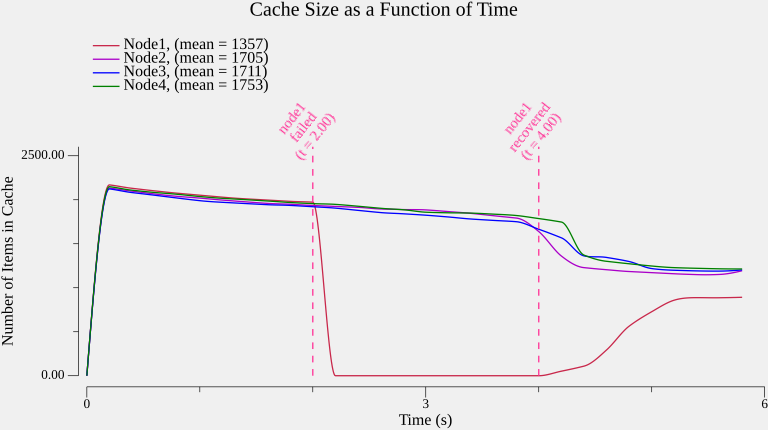 Cache Size as a Function of Time
Node1, (mean = 1357)
Node2, (mean = 1705)
Node3, (mean = 1711)
Node4, (mean = 1753)
node1
failed
(t = 2.00)
node1
recovered
(t = 4.00)
2500.00
Number of Items in Cache
0.00
0
3
6
Time (s)